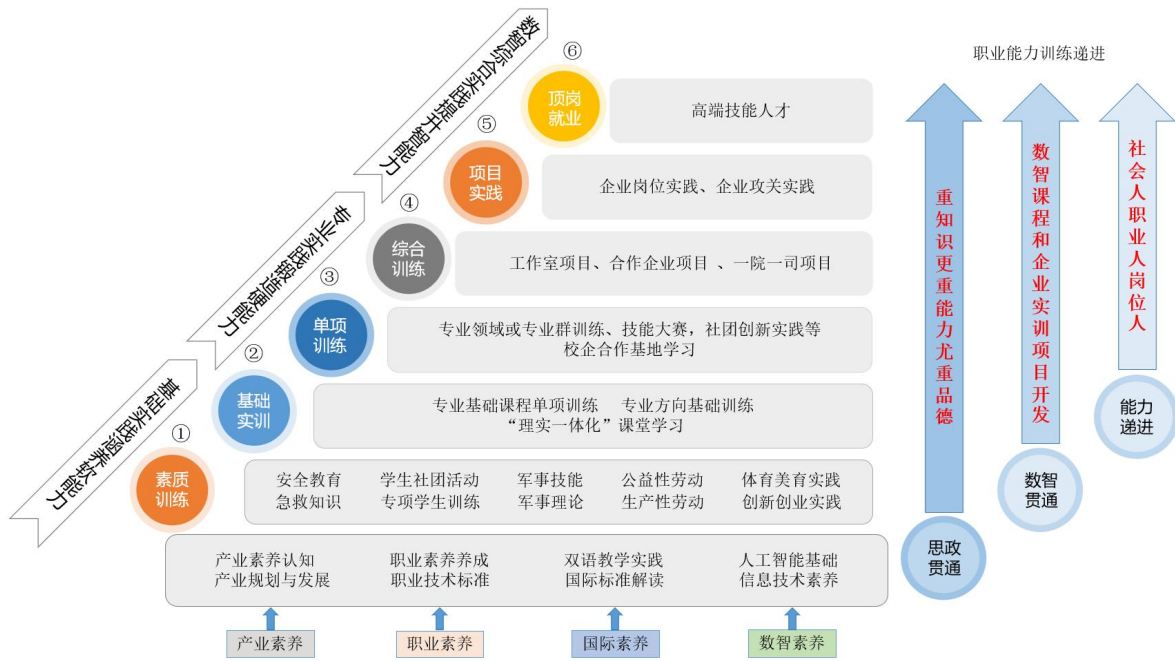 数智综合实践提升智能力
专业实践锻造硬能力
基础实践涵养软能力
职业能力训练递进
⑥
顶岗
就业
高端技能人才
⑤
项目
实践
企业岗位实践、企业攻关实践
④
综合
训练
工作室项目、合作企业项目 、一院一司项目
③
单项
训练
专业领域或专业群训练、技能大赛，社团创新实践等
校企合作基地学习
②
基础
实训
专业基础课程单项训练 专业方向基础训练
“理实一体化”课堂学习
①
素质
训练
安全教育 学生社团活动 军事技能 公益性劳动 体育美育实践
急救知识 专项学生训练 军事理论 生产性劳动 创新创业实践
产业素养认知 职业素养养成 双语教学实践 人工智能基础
产业规划与发展 职业技术标准 国际标准解读 信息技术素养
产业素养 职业素养 国际素养 数智素养
重知识更重能力尤重品德
思政
贯通
数智课程和企业实训项目开发
数智
贯通
社会人职业人岗位人
能力
递进